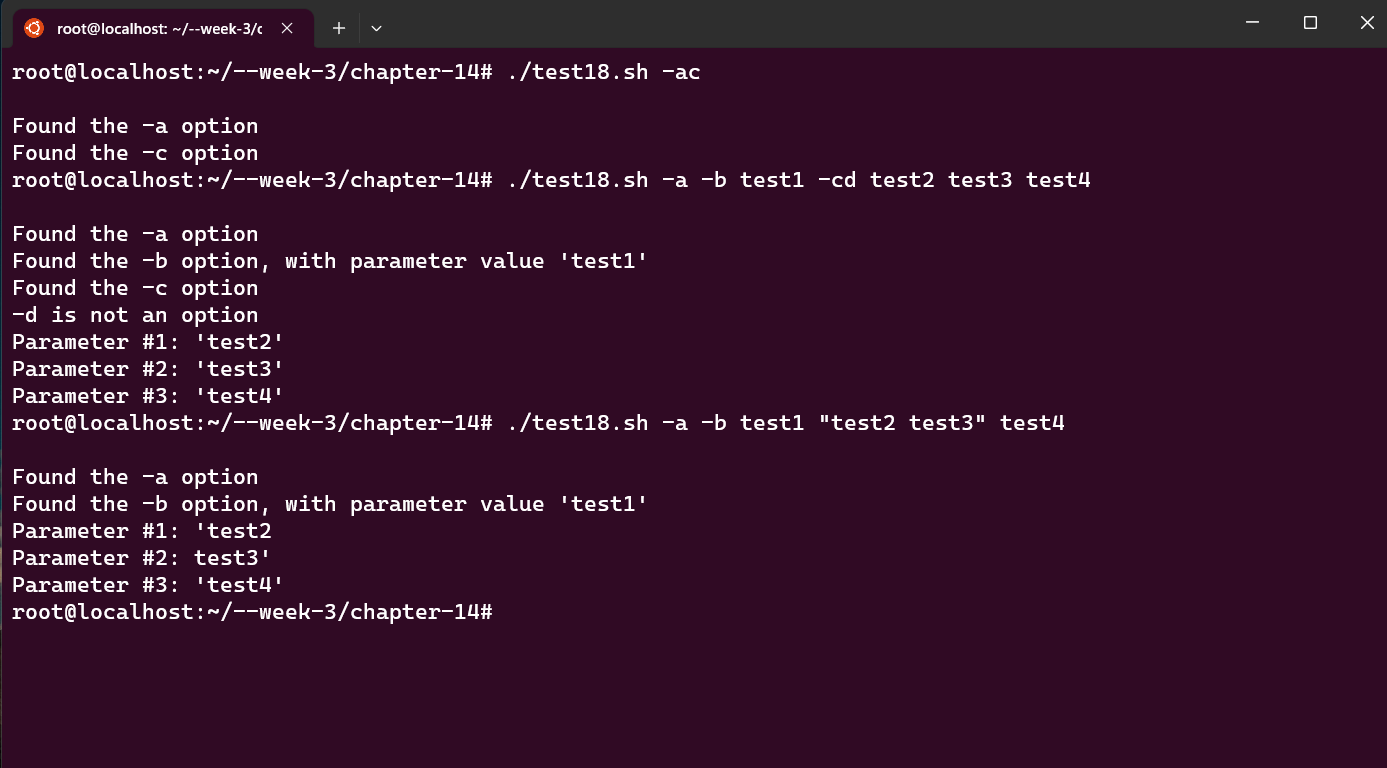 root@localhost: ~/--week-3/c
root@localhost:~/--week-3/chapter-14# ./test18.sh -ac
Found the -a option
Found the -c option
root@localhost:~/--week-3/chapter-14# ./test18.sh -a -b test1 -cd test2 test3 test4
Found the -a option
Found the -b option, with parameter value 'test1'
Found the -c option
-d is not an option
Parameter #1: 'test2'
Parameter #2: 'test3'
Parameter #3: 'test4'
root@localhost:~/--week-3/chapter-14# ./test18.sh -a -b test1 "test2 test3" test4
Found the -a option
Found the -b option, with parameter value 'test1'
Parameter #1: 'test2
Parameter #2: test3'
Parameter #3: 'test4'
root@localhost:~/--week-3/chapter-14#